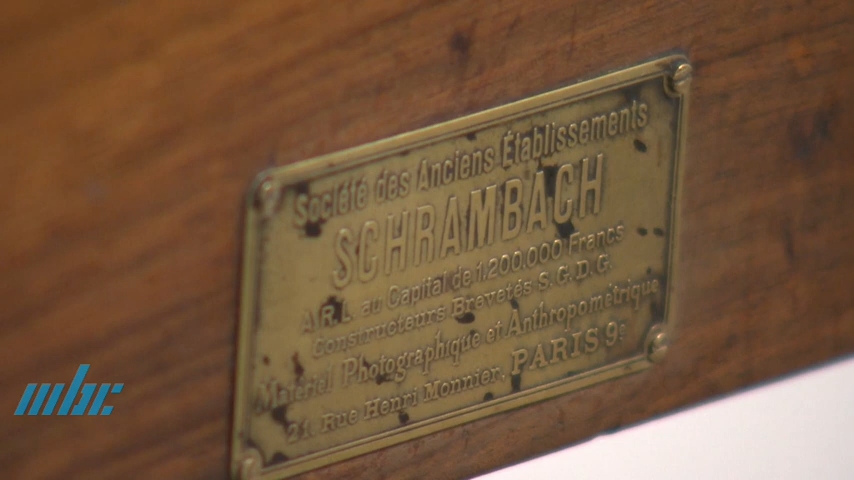 Société des Anciens Établissements
SCHRAMBACH
A R.L. au Capital de 1,200,000 Francs
Constructeurs Brevetés S.G.D.G.
Matériel Photographique et Anthropométrique
21, Rue Henri Monnier, PARIS 9e
mbc